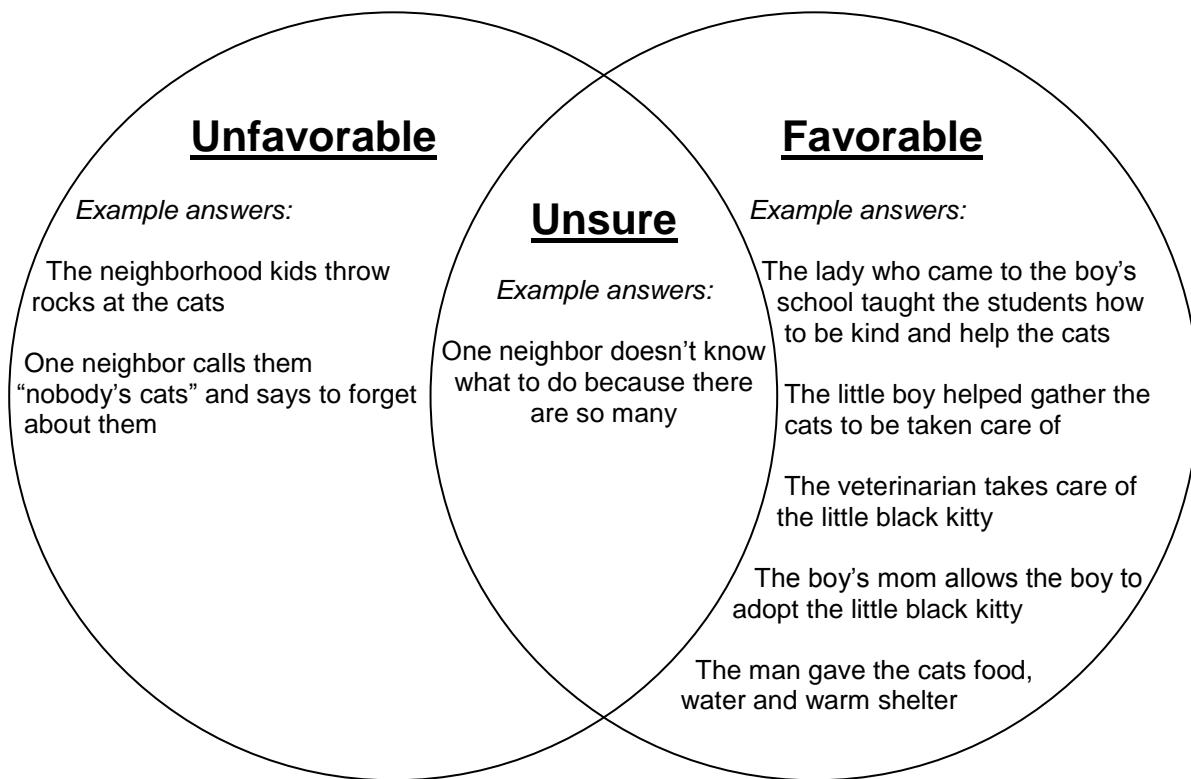 Unfavorable
Example answers:
The neighborhood kids throw
rocks at the cats
One neighbor calls them
“nobody’s cats” and says to forget
about them
Unsure
Example answers:
One neighbor doesn’t know
what to do because there
are so many
Favorable
Example answers:
The lady who came to the boy’s
school taught the students how
to be kind and help the cats
The little boy helped gather the
cats to be taken care of
The veterinarian takes care of
the little black kitty
The boy’s mom allows the boy to
adopt the little black kitty
The man gave the cats food,
water and warm shelter